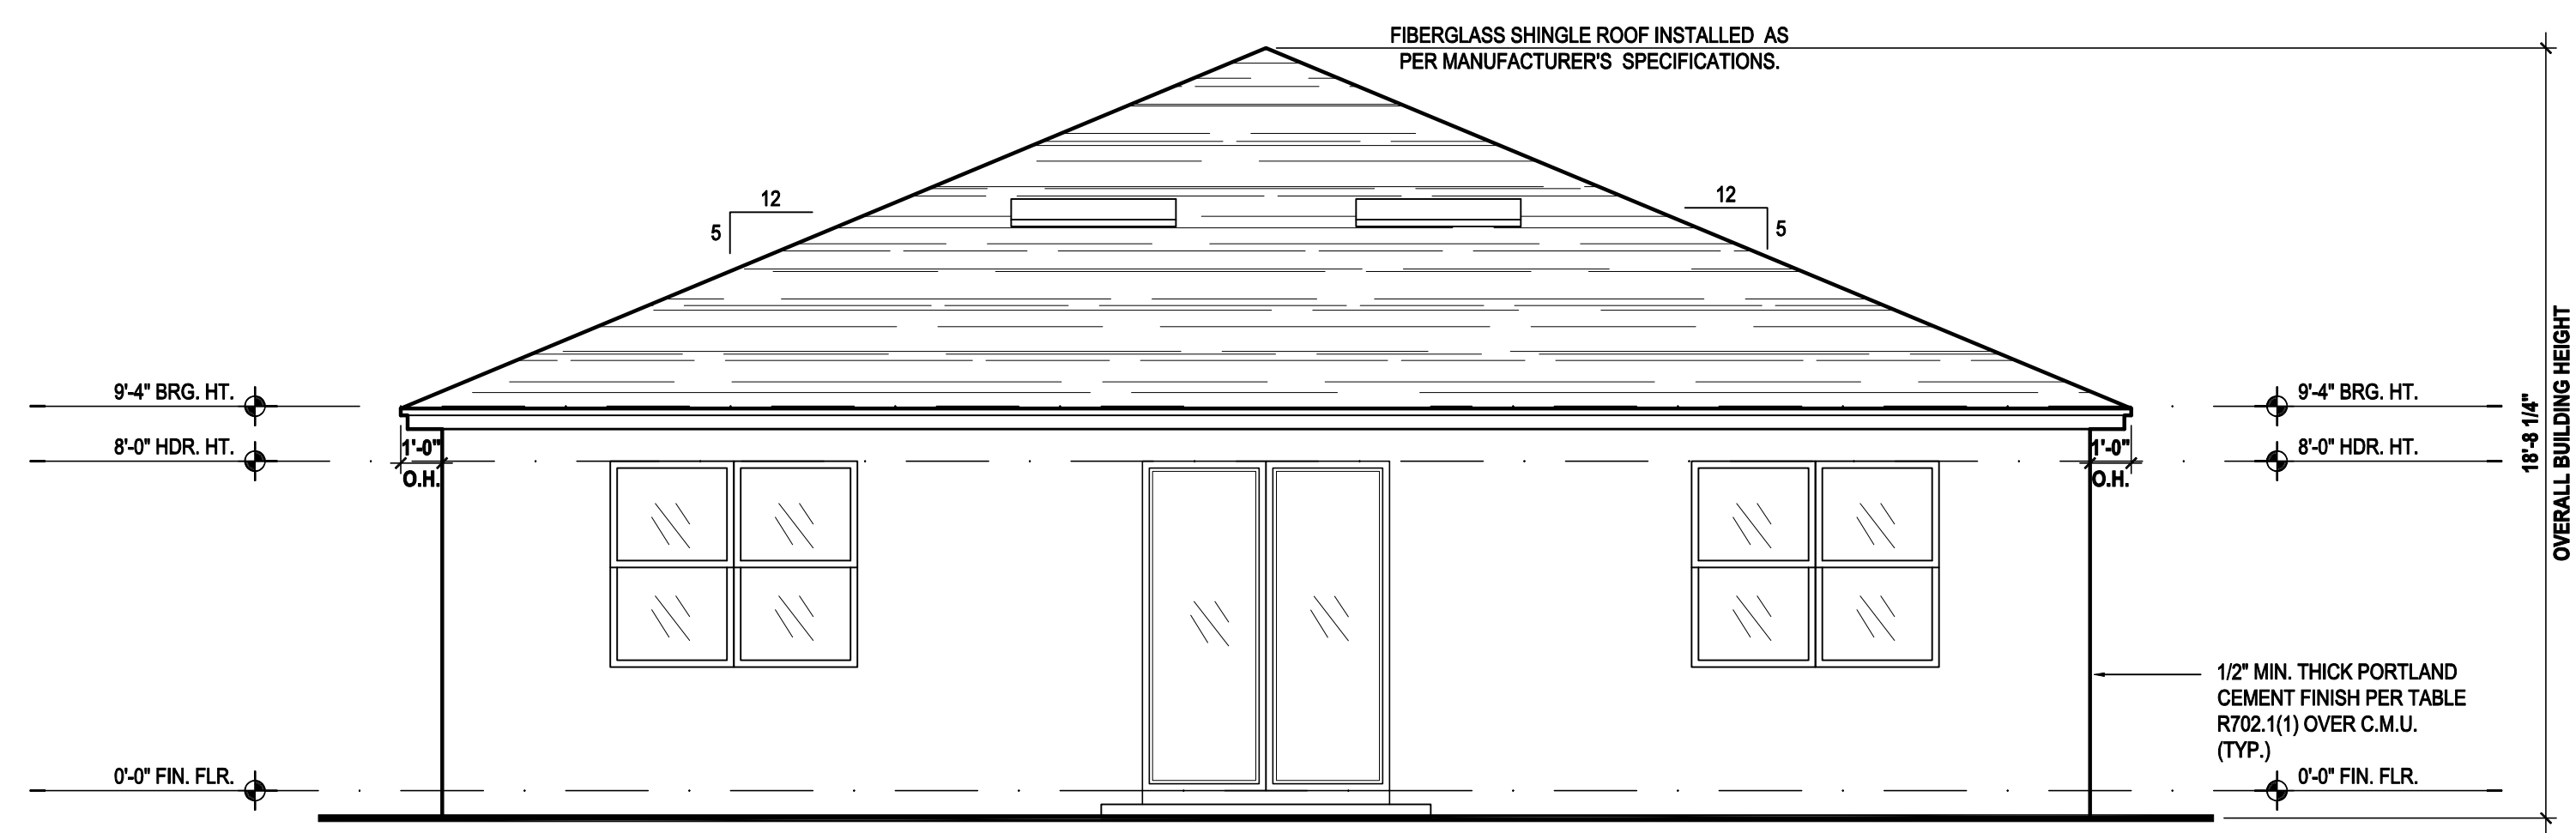 FIBERGLASS SHINGLE ROOF INSTALLED AS
PER MANUFACTURER'S SPECIFICATIONS.
12
5
12
5
9'-4" BRG. HT.
8'-0" HDR. HT.
1'-0"
O.H.
0'-0" FIN. FLR.
1'-0"
O.H.
9'-4" BRG. HT.
8'-0" HDR. HT.
1/2" MIN. THICK PORTLAND
CEMENT FINISH PER TABLE
R702.1(1) OVER C.M.U.
(TYP.)
0'-0" FIN. FLR.
18'-8 1/4"
OVERALL BUILDING HEIGHT